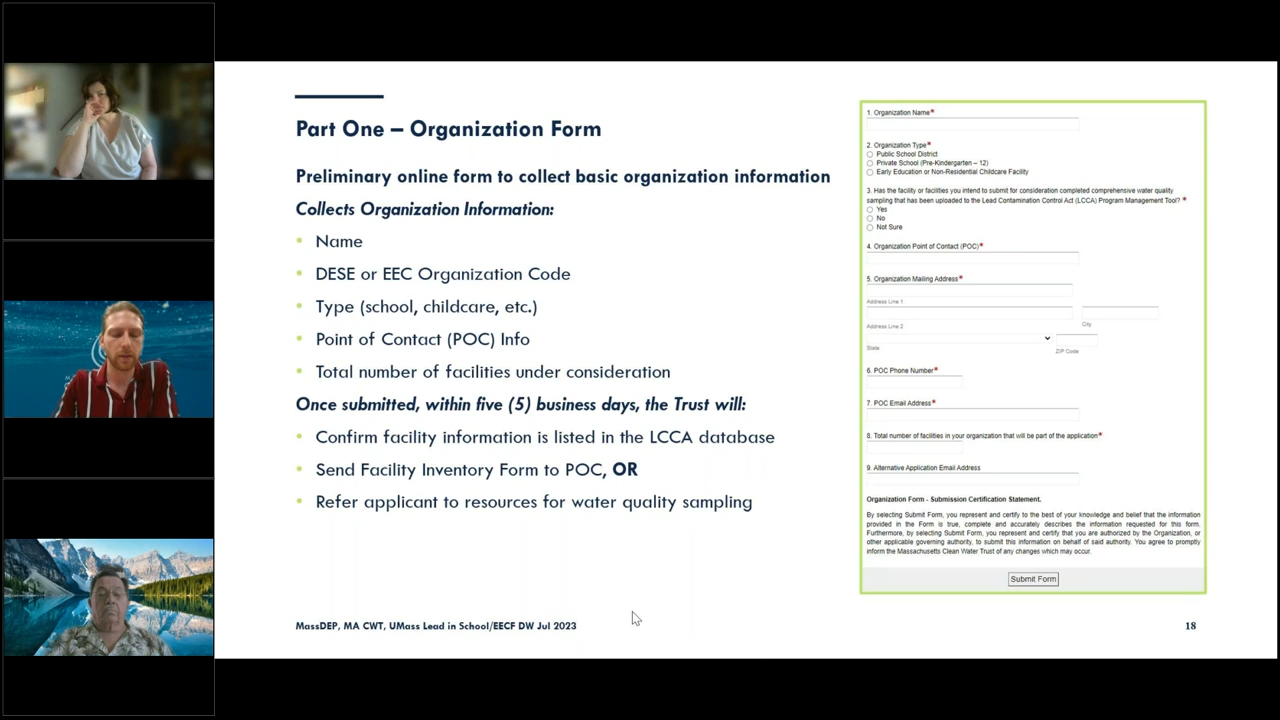 Part One – Organization Form
Preliminary online form to collect basic organization information
Collects Organization Information:
• Name
• DESE or EEC Organization Code
• Type (school, childcare, etc.)
• Point of Contact (POC) Info
• Total number of facilities under consideration
Once submitted, within five (5) business days, the Trust will:
• Confirm facility information is listed in the LCCA database
• Send Facility Inventory Form to POC, OR
• Refer applicant to resources for water quality sampling
MassDEP, MA CWT, UMass Lead in School/EECF DW Jul 2023
18
1. Organization Name*
2. Organization Type*
Public School District
Private School (Pre-Kindergarten – 12)
Early Education or Non-Residential Childcare Facility
3. Has the facility or facilities you intend to submit for consideration completed comprehensive water quality
sampling that has been uploaded to the Lead Contamination Control Act (LCCA) Program Management Tool? *
Yes
No
Not Sure
4. Organization Point of Contact (POC)*
5. Organization Mailing Address*
Address Line 1
Address Line 2
City
State
ZIP Code
6. POC Phone Number*
7. POC Email Address*
8. Total number of facilities in your organization that will be part of the application*
9. Alternative Application Email Address
Organization Form - Submission Certification Statement.
By selecting Submit Form, you represent and certify to the best of your knowledge and belief that the information
provided in the Form is true, complete and accurately describes the information requested for this form.
Furthermore, by selecting Submit Form, you represent and certify that you are authorized by the Organization, or
other applicable governing authority, to submit this information on behalf of said authority. You agree to promptly
inform the Massachusetts Clean Water Trust of any changes which may occur.
Submit Form